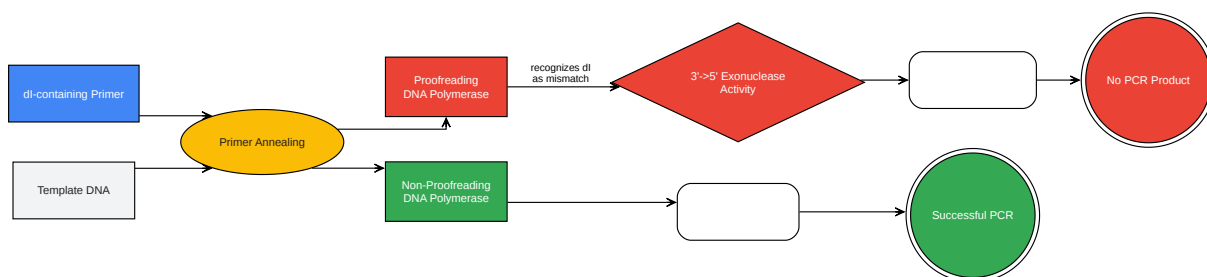 dI-containing Primer
Template DNA
Primer Annealing
Proofreading
DNA Polymerase
Non-Proofreading
DNA Polymerase
recognizes dI
as mismatch
3'->5' Exonuclease
Activity
No PCR Product
Successful PCR